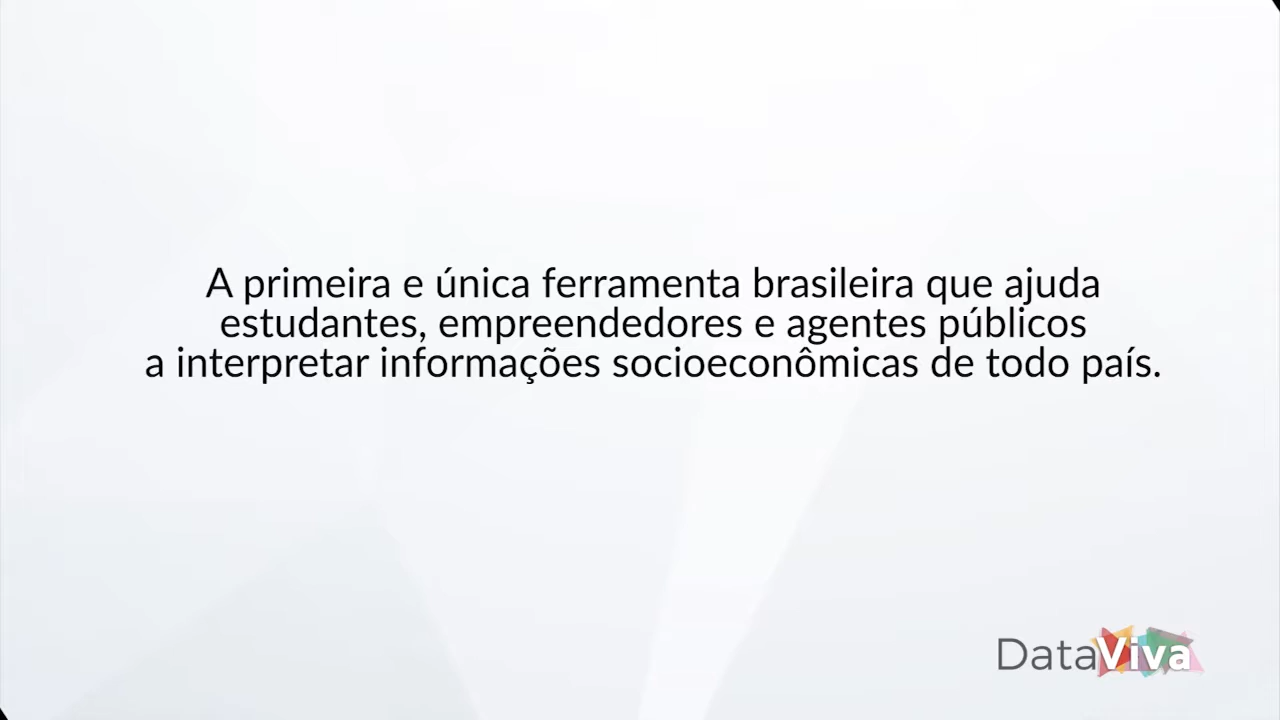 A primeira e única ferramenta brasileira que ajuda
estudantes, empreendedores e agentes públicos
a interpretar informações socioeconômicas de todo país.
DataViva